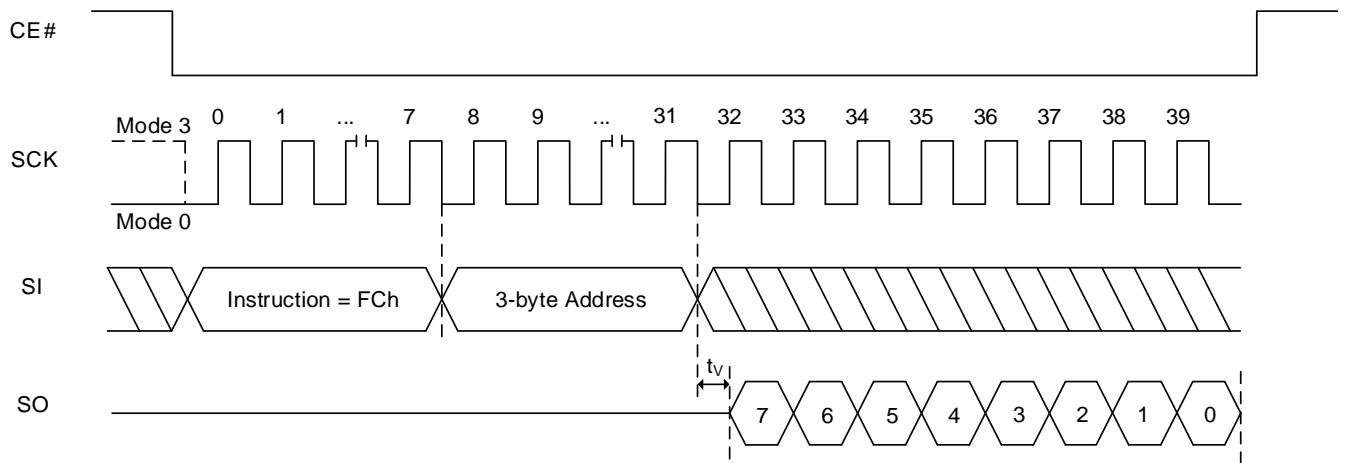 CE#
Mode 3 0 1 ... 7 8 9 ... 31 32 33 34 35 36 37 38 39
SCK
Mode 0
SI Instruction = FCh 3-byte Address
tV
SO 7 6 5 4 3 2 1 0